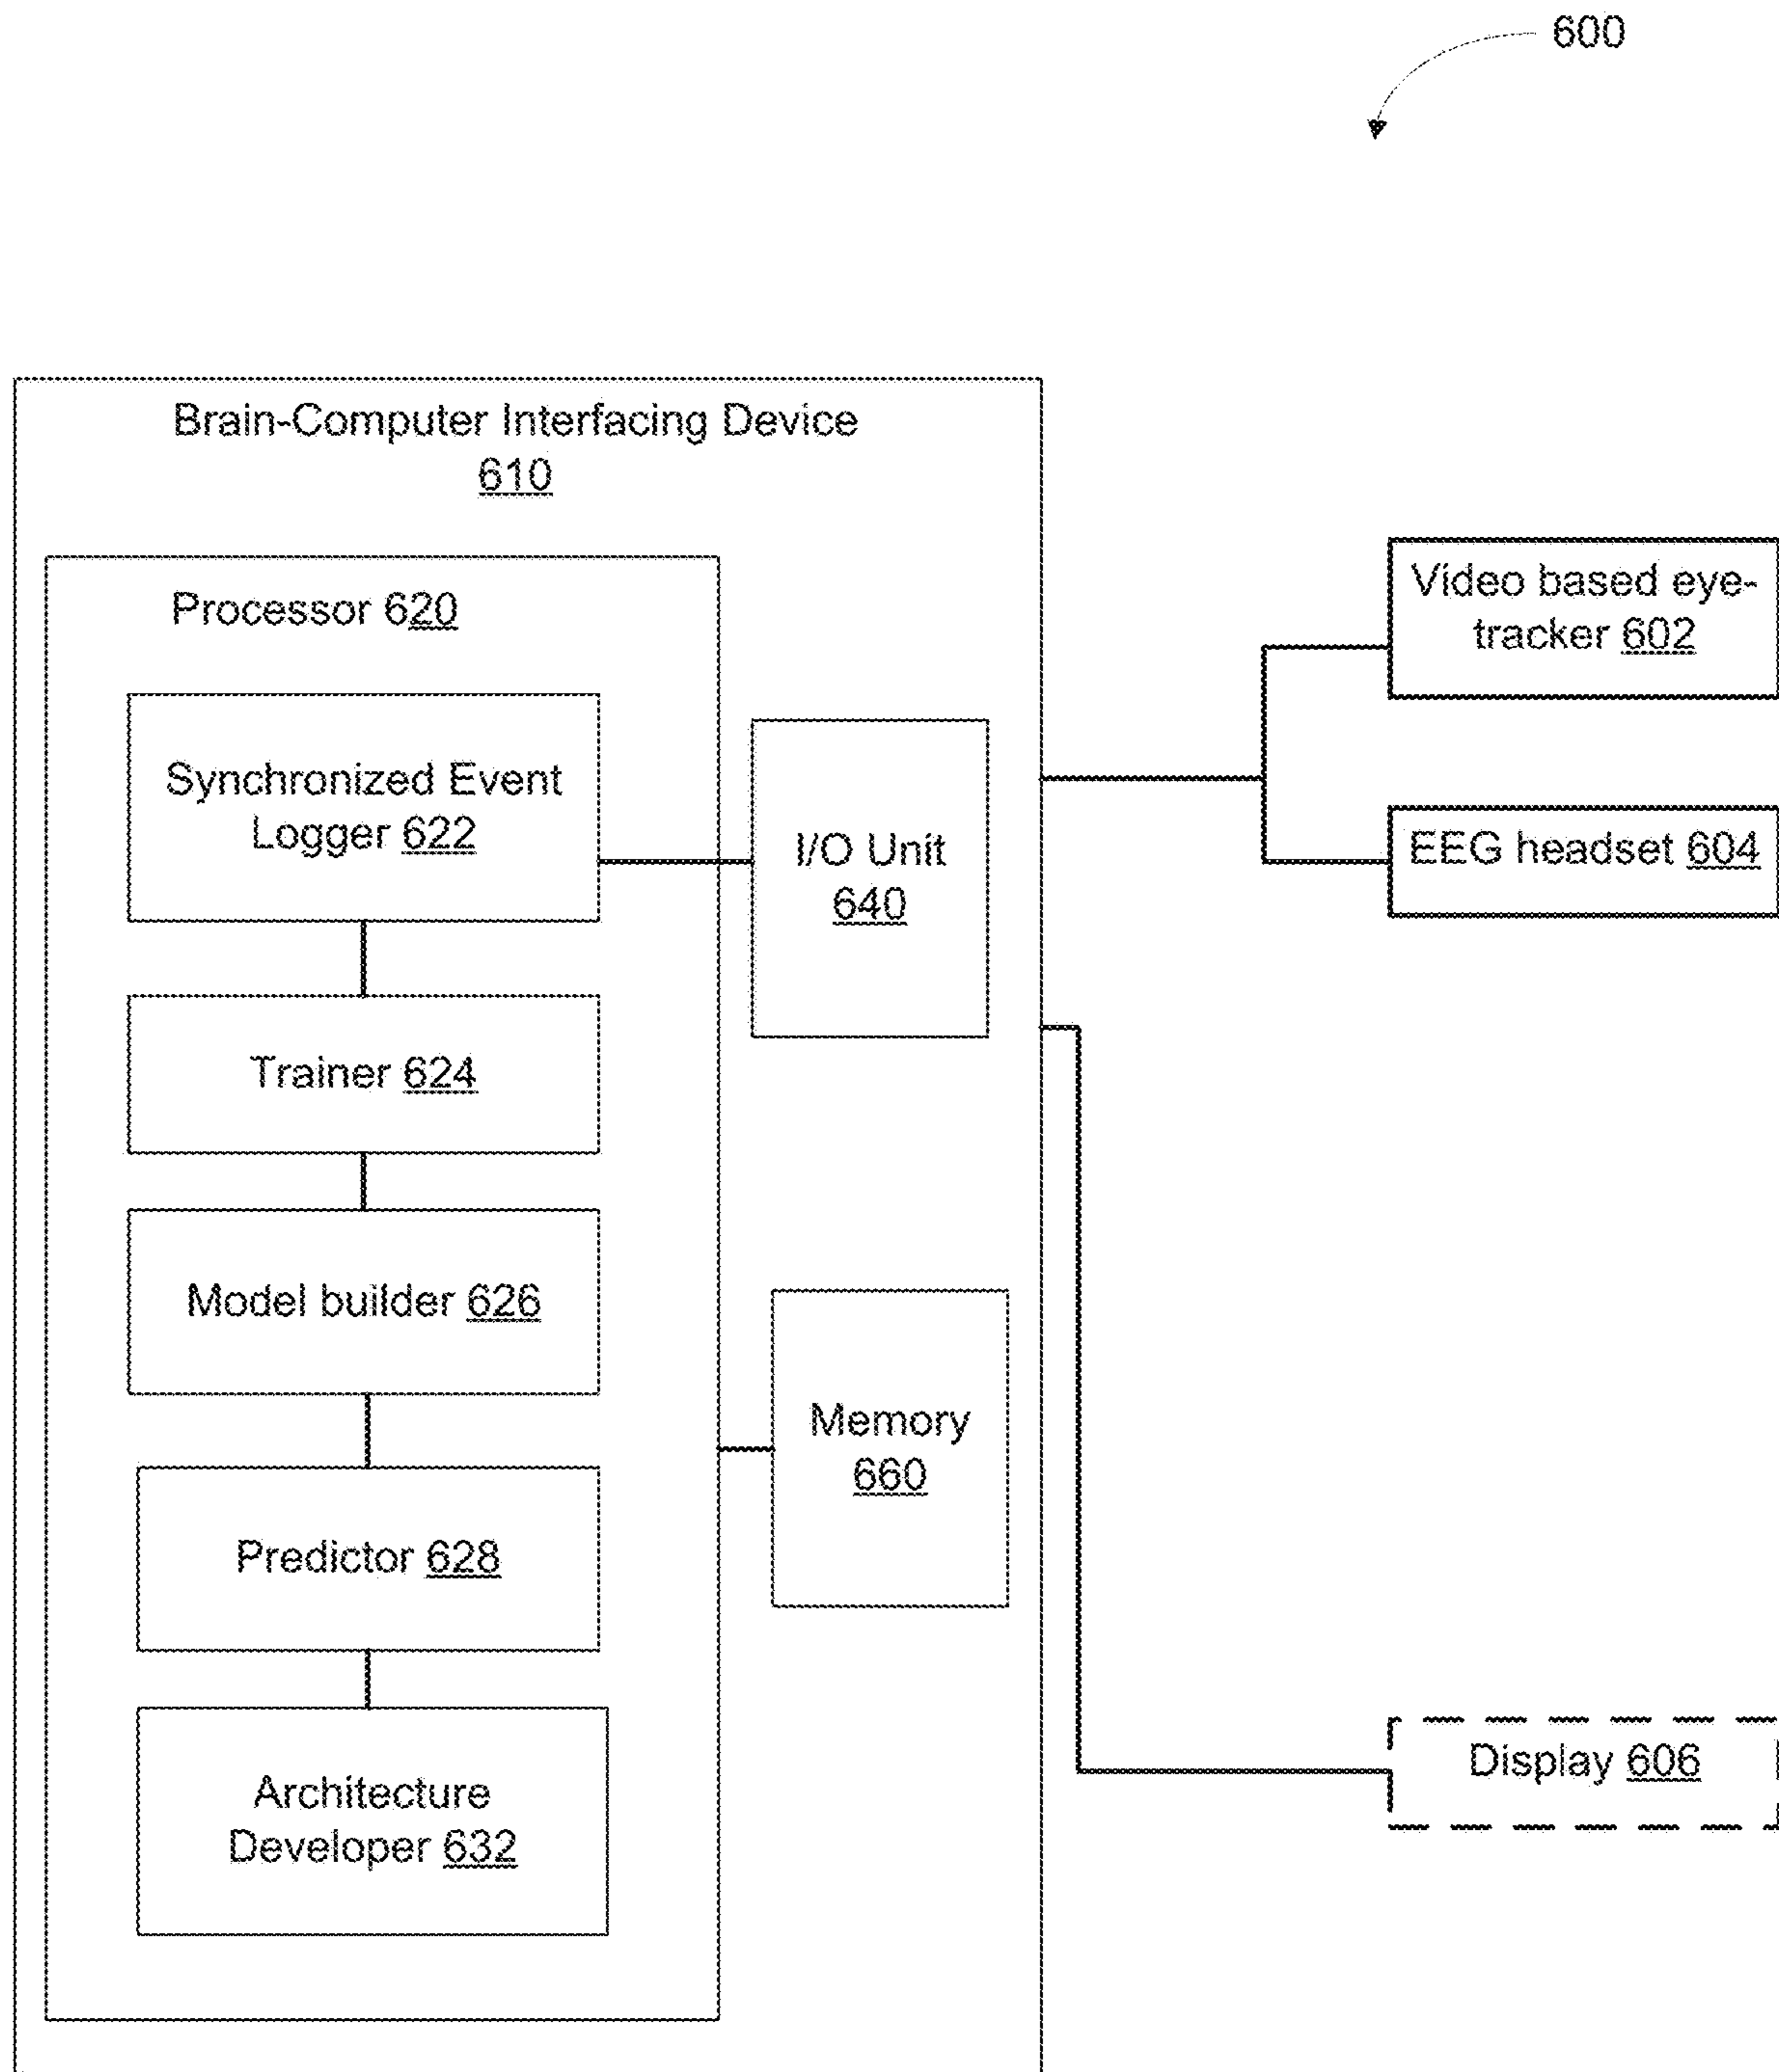 600
Brain-Computer Interfacing Device
610
Processor 620
Synchronized Event
Logger 622
Trainer 624
Model builder 626
Predictor 628
Architecture
Developer 632
I/O Unit
640
Memory
660
Video based eye-
tracker 602
EEG headset 604
Display 606